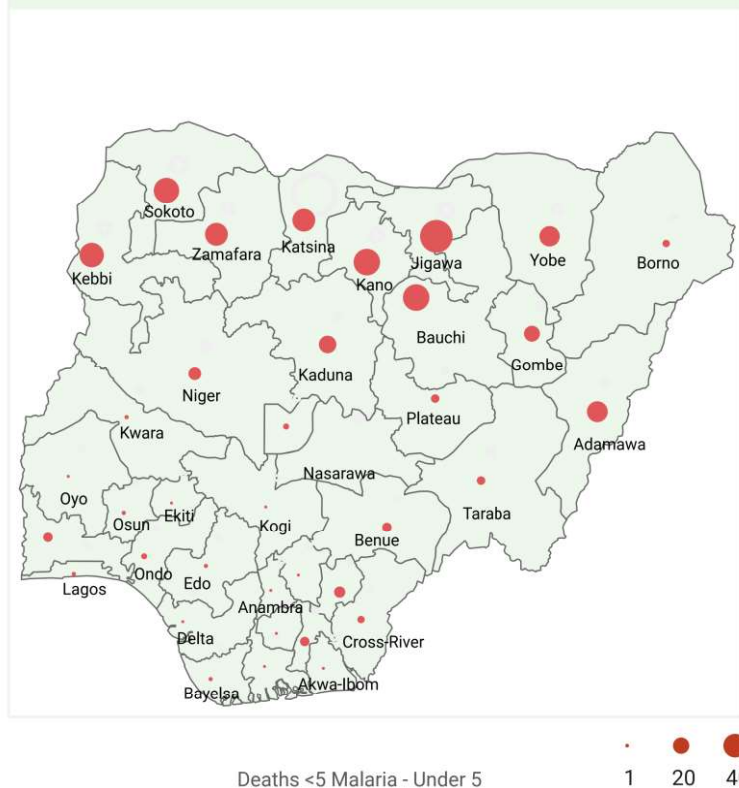 Sokoto
Zamafara
Katsina
Kebbi
Kano
Jigawa
Yobe
Borno
Bauchi
Gombe
Kaduna
Niger
Plateau
Adamawa
Kwara
Nasarawa
Oyo
Osun
Ekiti
Kogi
Benue
Taraba
Lagos
Ondo
Edo
Anambra
Delta
Cross-River
Bayelsa
Akwa-Ibom
Deaths <5 Malaria - Under 5
1 20